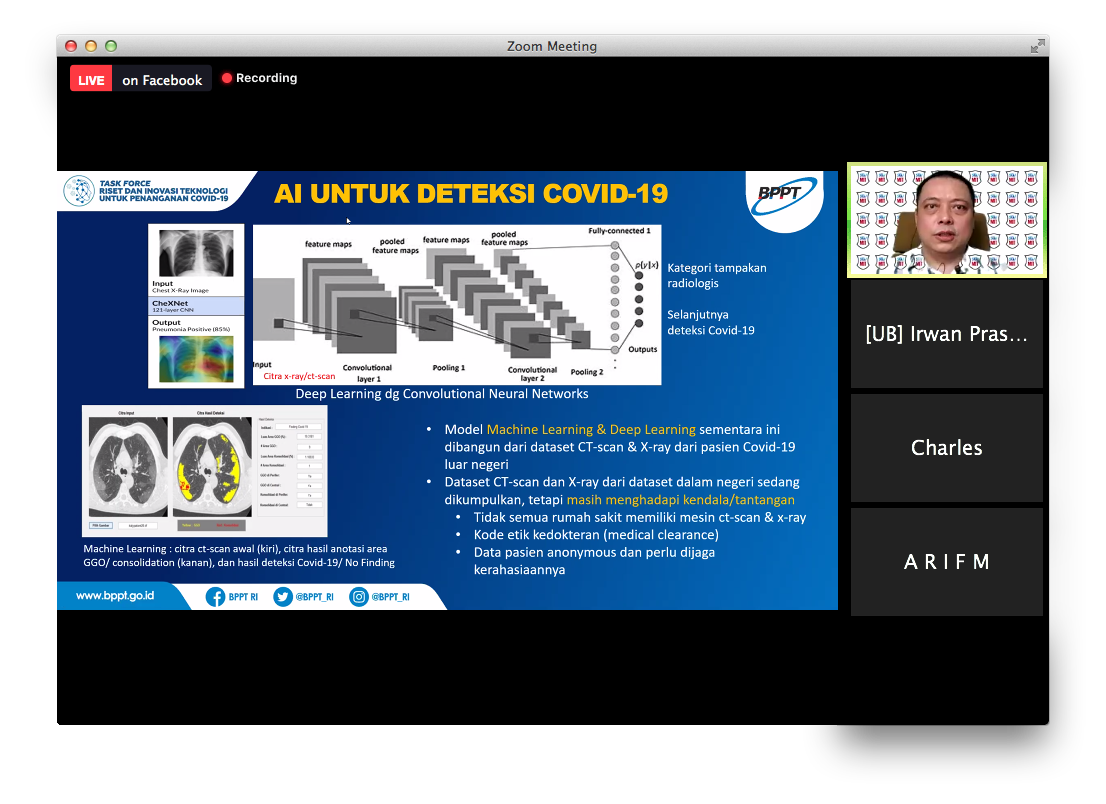 Zoom Meeting
LIVE on Facebook Recording
TASK FORCE
RISET DAN INOVASI TEKNOLOGI
UNTUK PENANGANAN COVID-19
AI UNTUK DETEKSI COVID-19
BPPT
Input
Chest X-Ray Image
CheXNet
121-layer CNN
Output
Pneumonia Positive (85%)
feature maps
pooled
feature maps
feature maps
pooled
feature maps
Fully-connected 1
p(y|x)
Input
Citra x-ray/ct-scan
Convolutional
layer 1
Pooling 1
Convolutional
layer 2
Pooling 2
Outputs
Kategori tampakan
radiologis
Selanjutnya
deteksi Covid-19
Deep Learning dg Convolutional Neural Networks
Citra Input
Citra Hasil Deteksi
Machine Learning : citra ct-scan awal (kiri), citra hasil anotasi area
GGO/ consolidation (kanan), dan hasil deteksi Covid-19/ No Finding
• Model Machine Learning & Deep Learning sementara ini
dibangun dari dataset CT-scan & X-ray dari pasien Covid-19
luar negeri
• Dataset CT-scan dan X-ray dari dataset dalam negeri sedang
dikumpulkan, tetapi masih menghadapi kendala/tantangan
• Tidak semua rumah sakit memiliki mesin ct-scan & x-ray
• Kode etik kedokteran (medical clearance)
• Data pasien anonymous dan perlu dijaga
kerahasiaannya
www.bppt.go.id
BPPT RI
@BPPT_RI
@BPPT_RI
[UB] Irwan Pras...
Charles
A R I F M